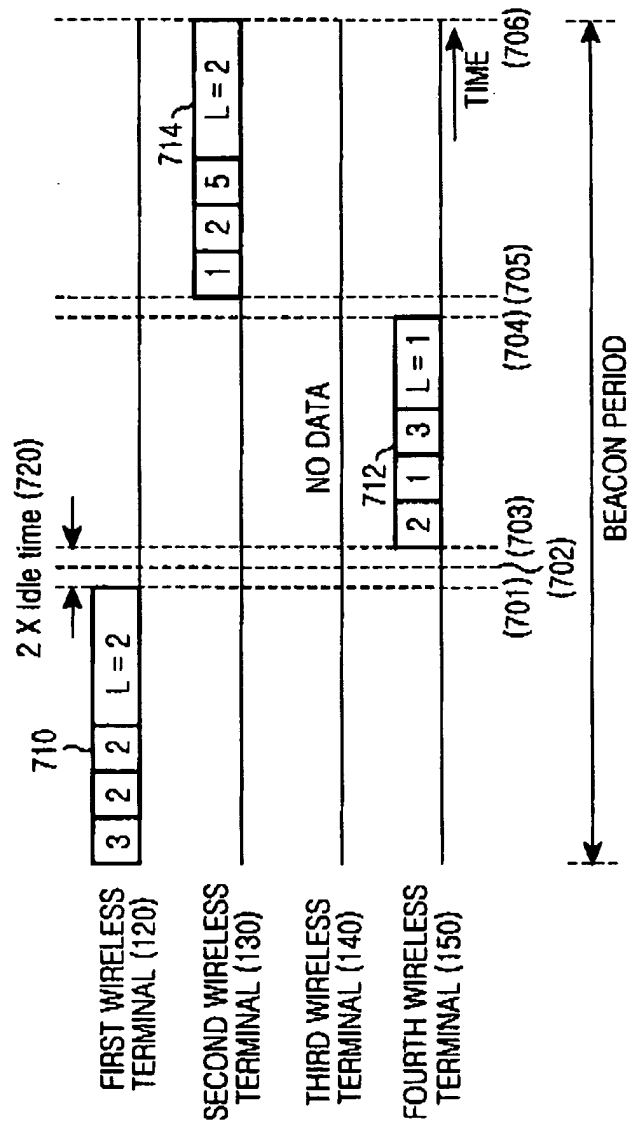 2 X Idle time (720)
710
3 2 2 L = 2
FIRST WIRELESS
TERMINAL (120)
714
1 2 5 L = 2
SECOND WIRELESS
TERMINAL (130)
NO DATA
THIRD WIRELESS
TERMINAL (140)
712
2 1 3 L = 1
FOURTH WIRELESS
TERMINAL (150)
TIME
(701) (703) (704) (705) (706)
(702)
BEACON PERIOD